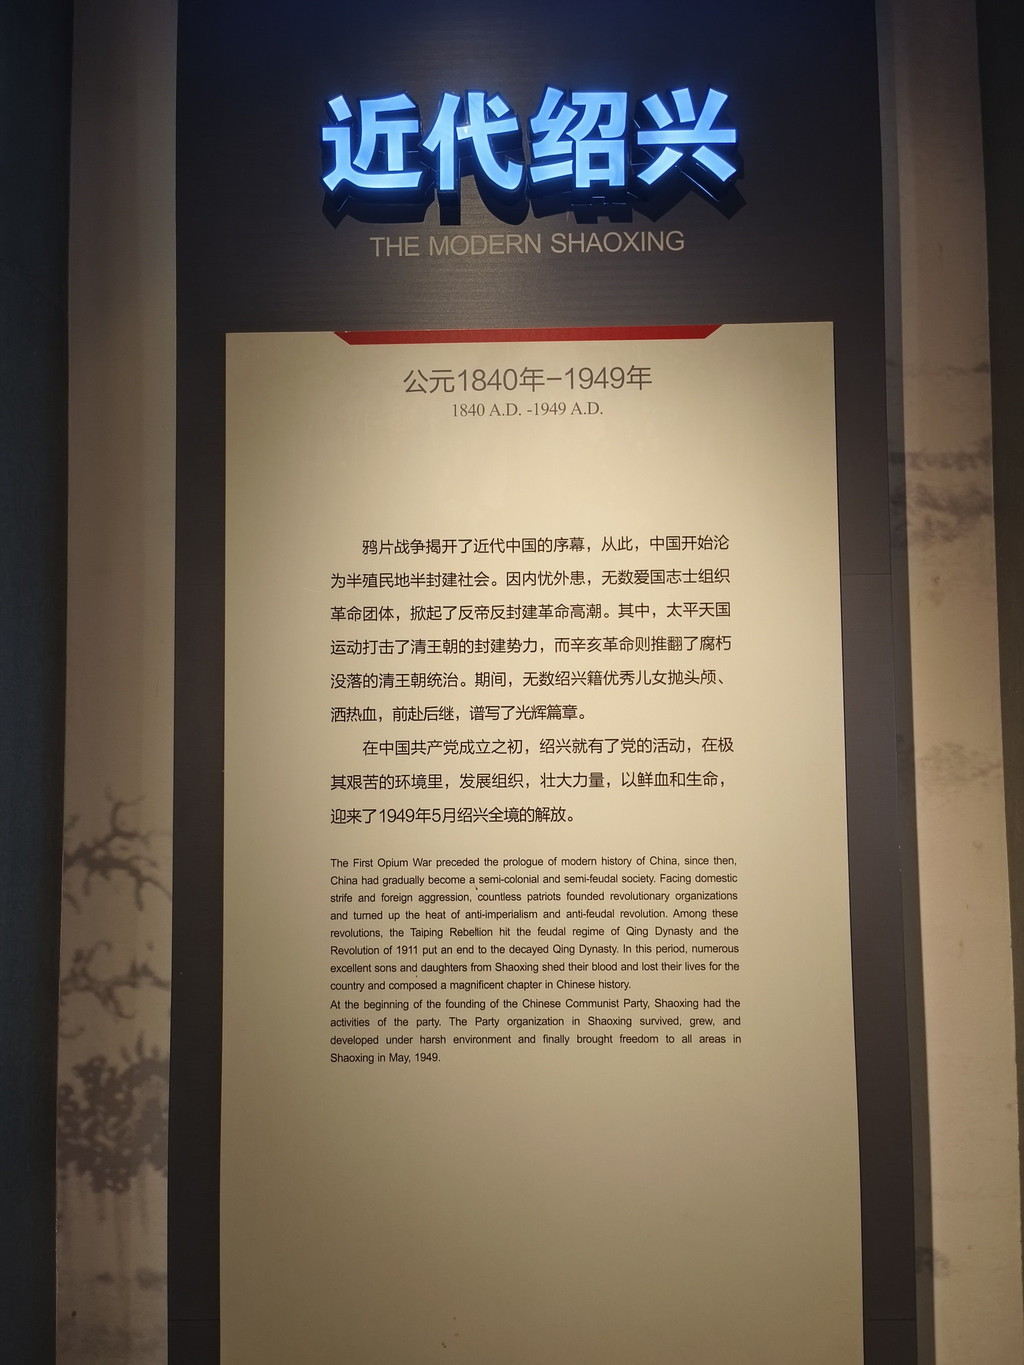 近代绍兴
THE MODERN SHAOXING
公元1840年-1949年
1840 A.D. -1949 A.D.
鸦片战争揭开了近代中国的序幕，从此，中国开始沦
为半殖民地半封建社会。因内忧外患，无数爱国志士组织
革命团体，掀起了反帝反封建革命高潮。其中，太平天国
运动打击了清王朝的封建势力，而辛亥革命则推翻了腐朽
没落的清王朝统治。期间，无数绍兴籍优秀儿女抛头颅、
洒热血，前赴后继，谱写了光辉篇章。
在中国共产党成立之初，绍兴就有了党的活动，在极
其艰苦的环境里，发展组织，壮大力量，以鲜血和生命，
迎来了1949年5月绍兴全境的解放。
The First Opium War preceded the prologue of modern history of China, since then,
China had gradually become a semi-colonial and semi-feudal society. Facing domestic
strife and foreign aggression, countless patriots founded revolutionary organizations
and turned up the heat of anti-imperialism and anti-feudal revolution. Among these
revolutions, the Taiping Rebellion hit the feudal regime of Qing Dynasty and the
Revolution of 1911 put an end to the decayed Qing Dynasty. In this period, numerous
excellent sons and daughters from Shaoxing shed their blood and lost their lives for the
country and composed a magnificent chapter in Chinese history.
At the beginning of the founding of the Chinese Communist Party, Shaoxing had the
activities of the party. The Party organization in Shaoxing survived, grew, and
developed under harsh environment and finally brought freedom to all areas in
Shaoxing in May, 1949.